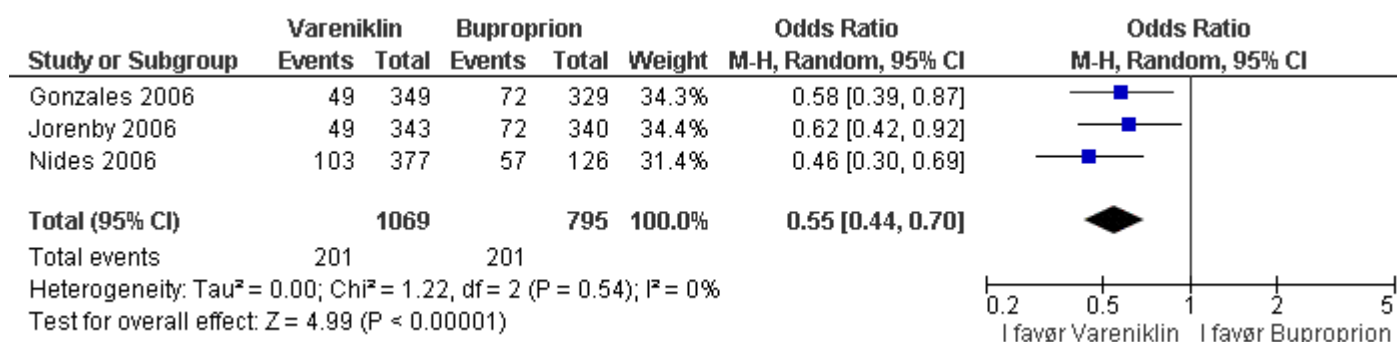 Vareniklin Buproprion Odds Ratio Odds Ratio
Study or Subgroup Events Total Events Total Weight M-H, Random, 95% CI M-H, Random, 95% CI
Gonzales 2006 49 349 72 329 34.3% 0.58 [0.39, 0.87]
Jorenby 2006 49 343 72 340 34.4% 0.62 [0.42, 0.92]
Nides 2006 103 377 57 126 31.4% 0.46 [0.30, 0.69]
Total (95% CI) 1069 795 100.0% 0.55 [0.44, 0.70]
Total events 201 201
Heterogeneity: Tau² = 0.00; Chi² = 1.22, df = 2 (P = 0.54); I² = 0%
Test for overall effect: Z = 4.99 (P < 0.00001)
0.2 0.5 1 2 5
I favør Vareniklin I favør Buproprion